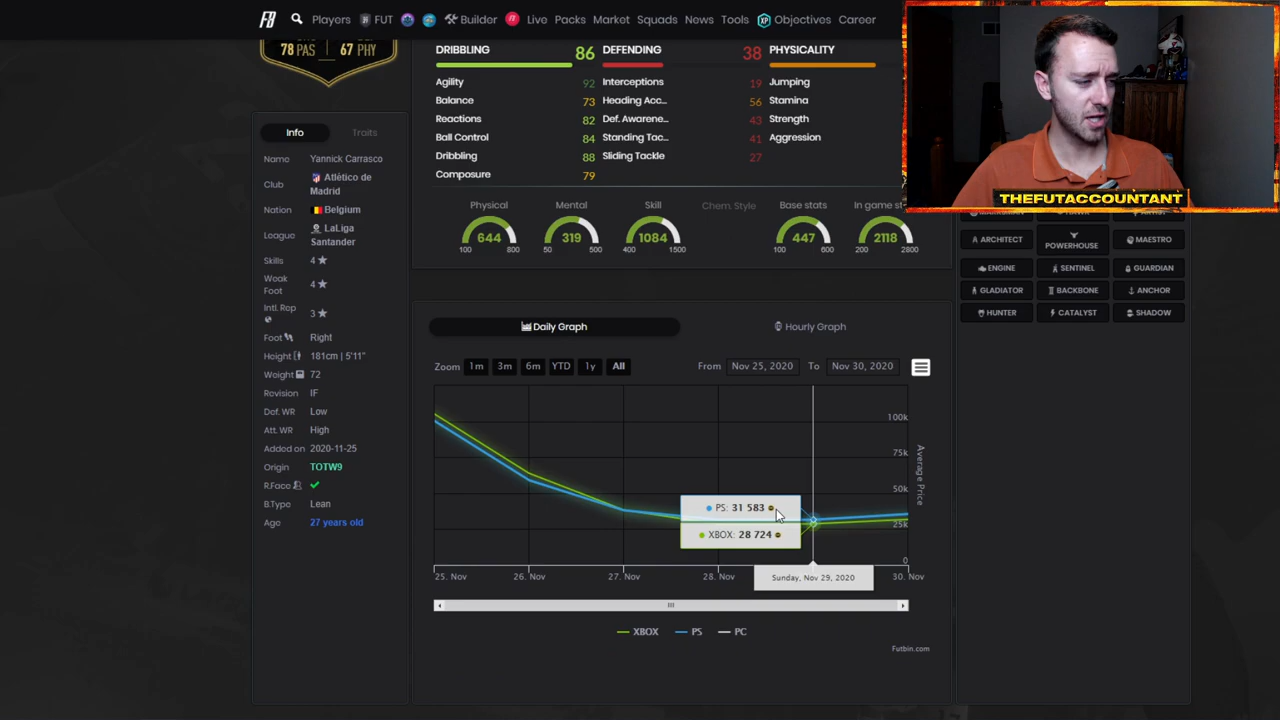 F8 Players FUT Builder Live Packs Market Squads News Tools XP Objectives Career
78 PAS 67 PHY
DRIBBLING 86 DEFENDING 38 PHYSICALITY
Agility 92 Interceptions 19 Jumping
Balance 73 Heading Acc... 56 Stamina
Reactions 82 Def. Awarene... 43 Strength
Ball Control 84 Standing Tac... 41 Aggression
Dribbling 88 Sliding Tackle 27
Composure 79
THEFUTACCOUNTANT
Info Traits
Name Yannick Carrasco
Club Atlético de Madrid
Nation Belgium
League LaLiga Santander
Skills 4
Weak Foot 4
Intl. Rep 3
Foot Right
Height 181cm | 5'11"
Weight 72
Revision IF
Def. WR Low
Att. WR High
Added on 2020-11-25
Origin TOTW9
R.Face
B.Type Lean
Age 27 years old
Physical Mental Skill Chem. Style Base stats In game st
644 319 1084 447 2118
100 800 50 500 400 1500 100 600 200 2800
ARCHITECT POWERHOUSE MAESTRO
ENGINE SENTINEL GUARDIAN
GLADIATOR BACKBONE ANCHOR
HUNTER CATALYST SHADOW
Daily Graph Hourly Graph
Zoom 1m 3m 6m YTD 1y All From Nov 25, 2020 To Nov 30, 2020
100k
75k
50k
25k
0
Average Price
PS: 31 583
XBOX: 28 724
Sunday, Nov 29, 2020
25. Nov 26. Nov 27. Nov 28. Nov 30. Nov
XBOX PS PC
Futbin.com